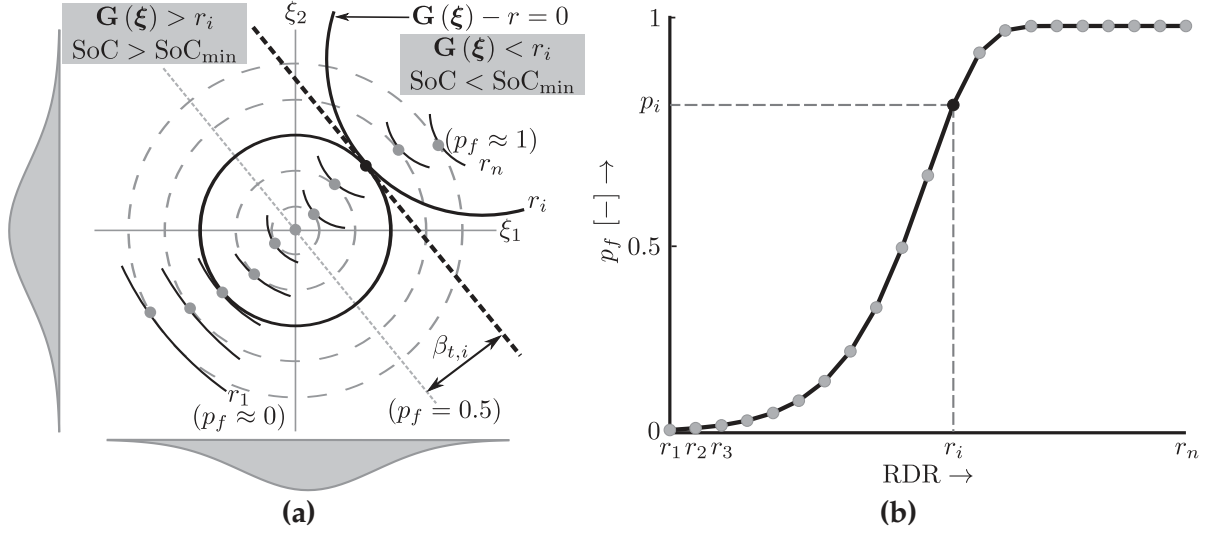 G (ξ) > r_i
SoC > SoC_min
ξ_2
G (ξ) − r = 0
G (ξ) < r_i
SoC < SoC_min
(p_f ≈ 1)
r_n
r_i
ξ_1
β_{t,i}
r_1
(p_f ≈ 0)
(p_f = 0.5)
(a)
1
p_i
0.5
0
p_f [−] →
r_1 r_2 r_3
r_i
r_n
RDR →
(b)